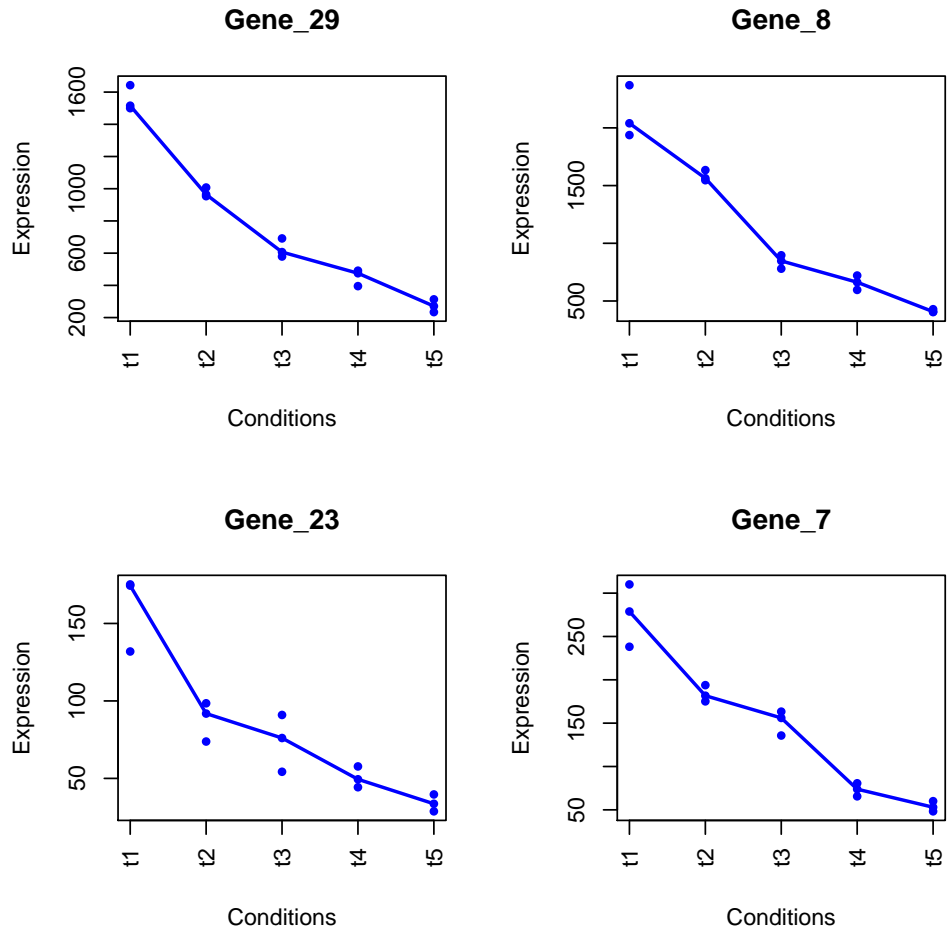 Gene_29
Expression
1600
1000
600
200
t1 t2 t3 t4 t5
Conditions
Gene_8
Expression
1500
500
t1 t2 t3 t4 t5
Conditions
Gene_23
Expression
150
100
50
t1 t2 t3 t4 t5
Conditions
Gene_7
Expression
250
150
50
t1 t2 t3 t4 t5
Conditions